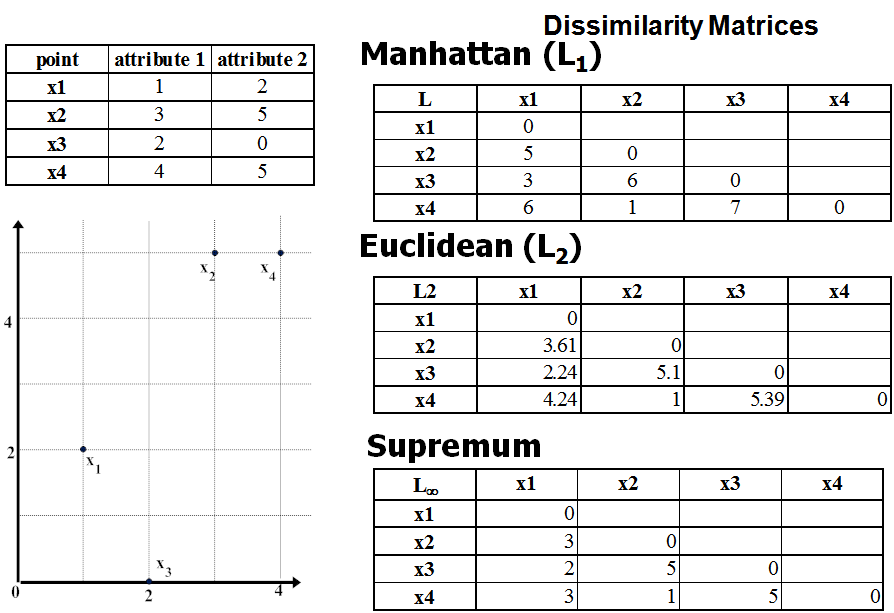 Dissimilarity Matrices
point attribute 1 attribute 2
x1 1 2
x2 3 5
x3 2 0
x4 4 5
Manhattan (L1)
L x1 x2 x3 x4
x1 0
x2 5 0
x3 3 6 0
x4 6 1 7 0
Euclidean (L2)
L2 x1 x2 x3 x4
x1 0
x2 3.61 0
x3 2.24 5.1 0
x4 4.24 1 5.39 0
Supremum
L∞ x1 x2 x3 x4
x1 0
x2 3 0
x3 2 5 0
x4 3 1 5 0
x2 x4
4
2
x1
x3
0 2 4